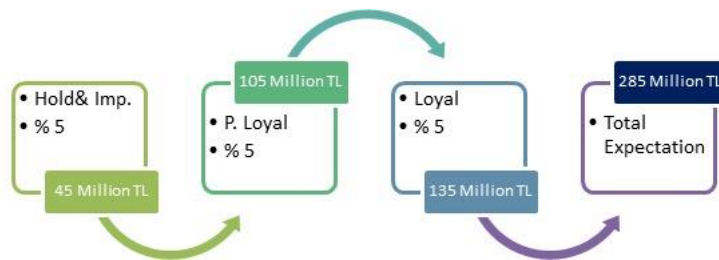 • Hold& Imp.
• % 5
45 Million TL
105 Million TL
• P. Loyal
• % 5
• Loyal
• % 5
135 Million TL
285 Million TL
• Total
Expectation